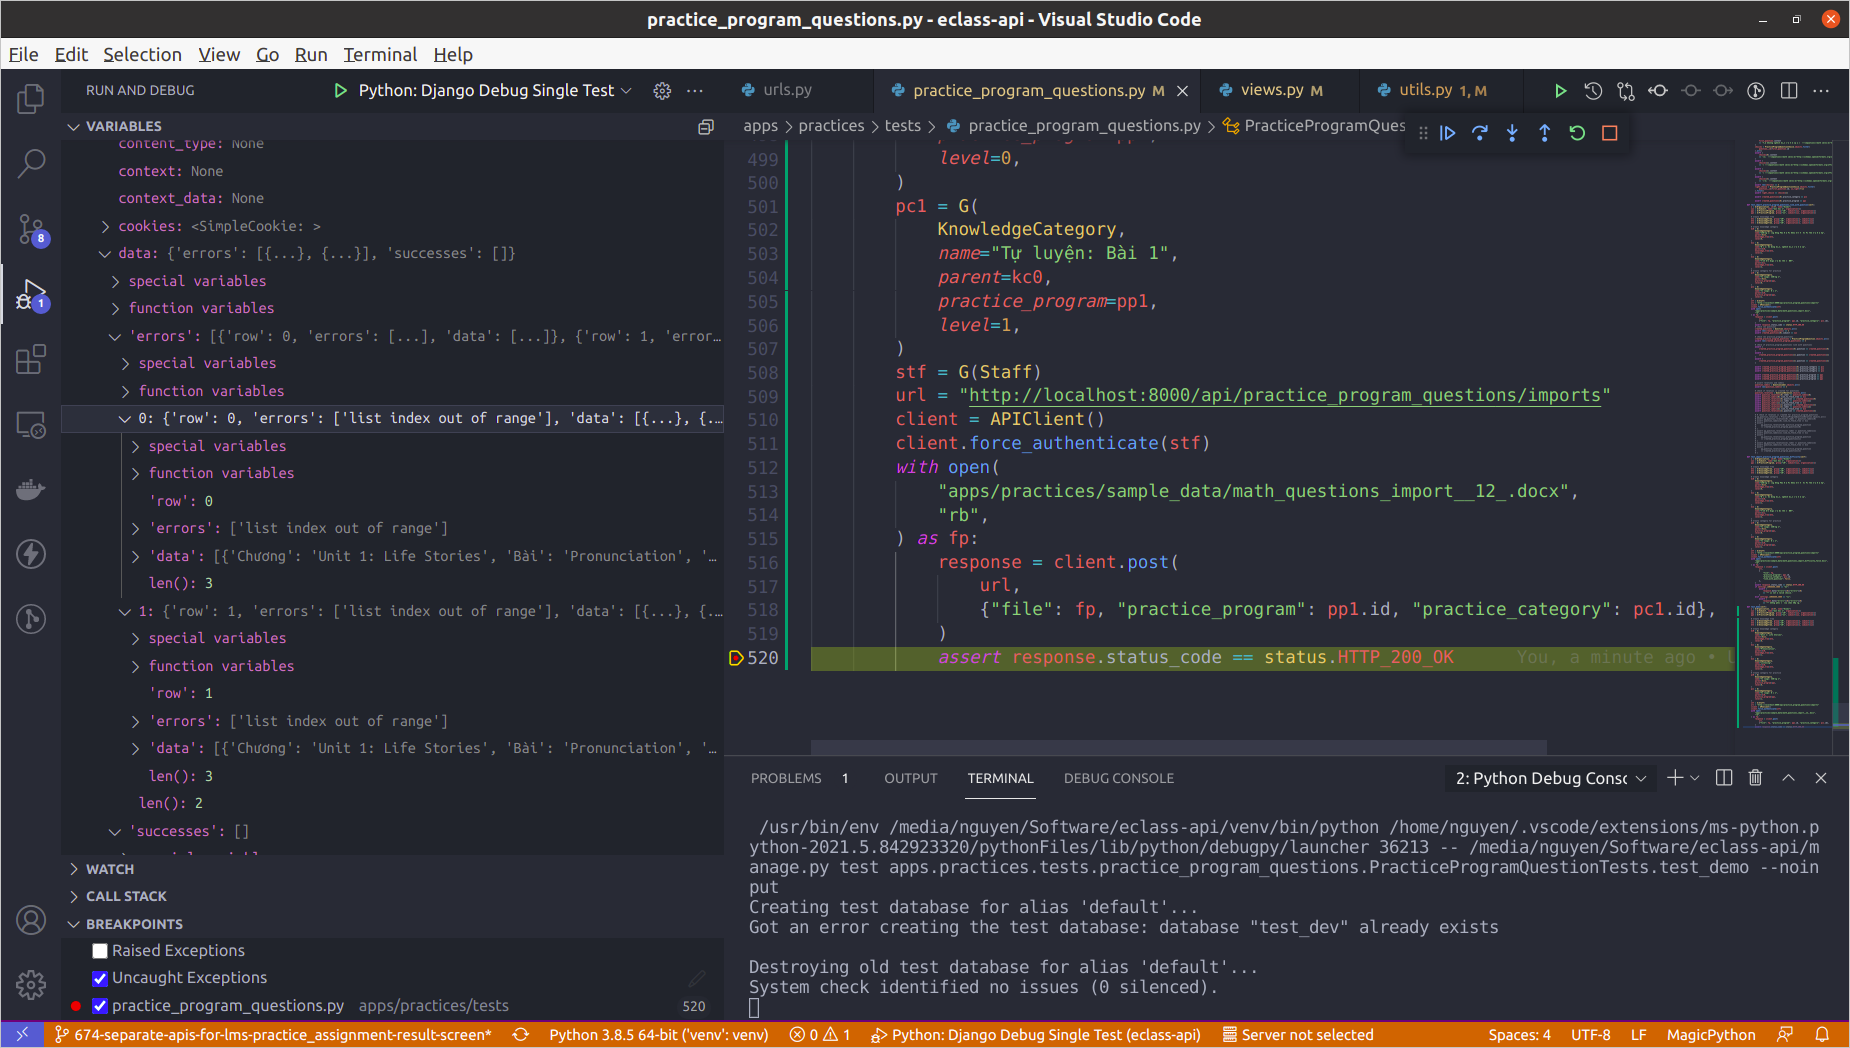 practice_program_questions.py - eclass-api - Visual Studio Code
File Edit Selection View Go Run Terminal Help
RUN AND DEBUG
Python: Django Debug Single Test
urls.py
practice_program_questions.py M
views.py M
utils.py 1, M
VARIABLES
apps > practices > tests > practice_program_questions.py > PracticeProgramQues
content_type: None
context: None
context_data: None
cookies: <SimpleCookie: >
data: {'errors': [{...}, {...}], 'successes': []}
special variables
function variables
'errors': [{'row': 0, 'errors': [...], 'data': [...]}, {'row': 1, 'error...
special variables
function variables
0: {'row': 0, 'errors': ['list index out of range'], 'data': [{...}, {...
special variables
function variables
'row': 0
'errors': ['list index out of range']
'data': [{'Chương': 'Unit 1: Life Stories', 'Bài': 'Pronunciation', '...
len(): 3
1: {'row': 1, 'errors': ['list index out of range'], 'data': [{...}, {...
special variables
function variables
'row': 1
'errors': ['list index out of range']
'data': [{'Chương': 'Unit 1: Life Stories', 'Bài': 'Pronunciation', '...
len(): 3
len(): 2
'successes': []
WATCH
CALL STACK
BREAKPOINTS
Raised Exceptions
Uncaught Exceptions
practice_program_questions.py apps/practices/tests 520
8
1
499 level=0,
500 )
501 pc1 = G(
502 KnowledgeCategory,
503 name="Tự luyện: Bài 1",
504 parent=kc0,
505 practice_program=pp1,
506 level=1,
507 )
508 stf = G(Staff)
509 url = "http://localhost:8000/api/practice_program_questions/imports"
510 client = APIClient()
511 client.force_authenticate(stf)
512 with open(
513 "apps/practices/sample_data/math_questions_import__12_.docx",
514 "rb",
515 ) as fp:
516 response = client.post(
517 url,
518 {"file": fp, "practice_program": pp1.id, "practice_category": pc1.id},
519 )
520 assert response.status_code == status.HTTP_200_OK You, a minute ago •
PROBLEMS 1 OUTPUT TERMINAL DEBUG CONSOLE
2: Python Debug Consc
/usr/bin/env /media/nguyen/Software/eclass-api/venv/bin/python /home/nguyen/.vscode/extensions/ms-python.p
ython-2021.5.842923320/pythonFiles/lib/python/debugpy/launcher 36213 -- /media/nguyen/Software/eclass-api/m
anage.py test apps.practices.tests.practice_program_questions.PracticeProgramQuestionTests.test_demo --noin
put
Creating test database for alias 'default'...
Got an error creating the test database: database "test_dev" already exists
Destroying old test database for alias 'default'...
System check identified no issues (0 silenced).
674-separate-apis-for-lms-practice_assignment-result-screen*
Python 3.8.5 64-bit ('venv': venv)
0 1
Python: Django Debug Single Test (eclass-api)
Server not selected
Spaces: 4
UTF-8
LF
MagicPython